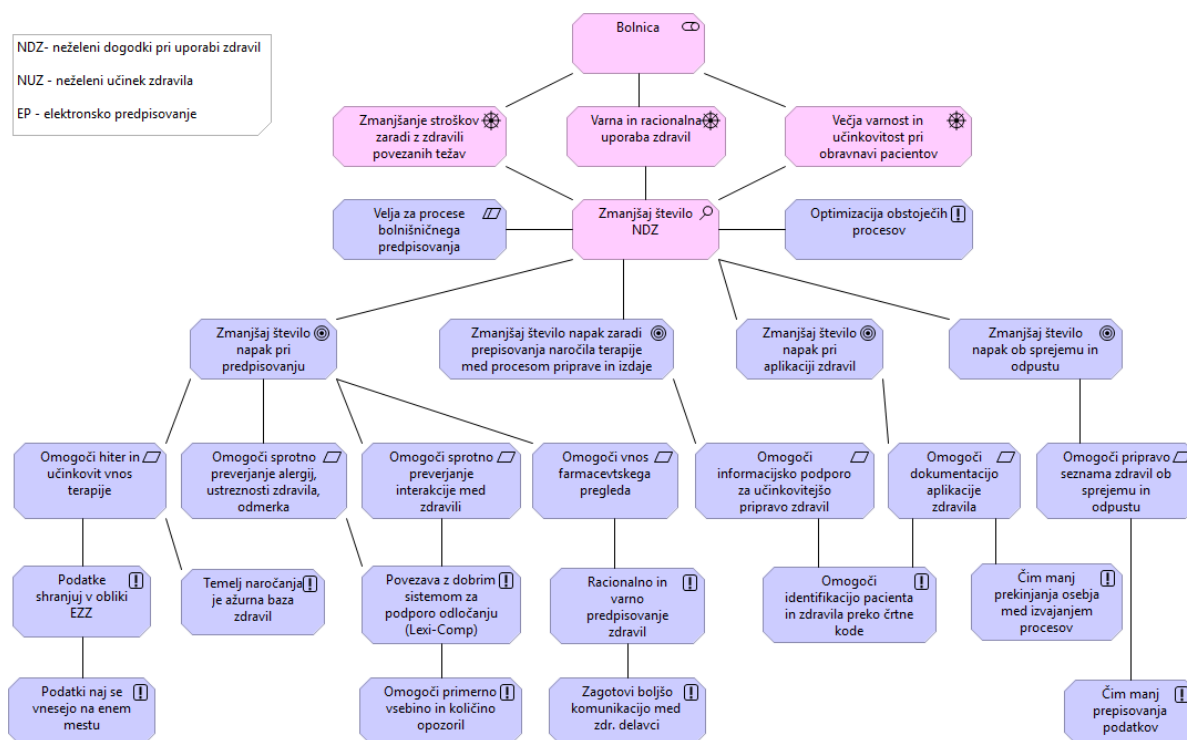 NDZ- neželeni dogodki pri uporabi zdravil
NUZ - neželeni učinek zdravila
EP - elektronsko predpisovanje
Bolnica
Zmanjšanje stroškov
zaradi z zdravili
povezanih težav
Varna in racionalna
uporaba zdravil
Večja varnost in
učinkovitost pri
obravnavi pacientov
Velja za procese
bolnišničnega
predpisovanja
Zmanjšaj število
NDZ
Optimizacija obstoječih
procesov
Zmanjšaj število
napak pri
predpisovanju
Zmanjšaj število napak zaradi
prepisovanja naročila terapije
med procesom priprave in izdaje
Zmanjšaj število
napak pri
aplikaciji zdravil
Zmanjšaj število
napak ob sprejemu in
odpustu
Omogoči hiter in
učinkovit vnos
terapije
Omogoči sprotno
preverjanje alergij,
ustreznosti zdravila,
odmerka
Omogoči sprotno
preverjanje
interakcije med
zdravili
Omogoči vnos
farmacevtskega
pregleda
Omogoči
informacijsko podporo
za učinkovitejšo
pripravo zdravil
Omogoči
dokumentacijo
aplikacije
zdravila
Omogoči pripravo
seznama zdravil ob
sprejemu in
odpustu
Podatke
shranjuj v obliki
EZZ
Temelj naročanja
je ažurna baza
zdravil
Povezava z dobrim
sistemom za
podporo odločanju
(Lexi-Comp)
Racionalno in
varno
predpisovanje
zdravil
Omogoči
identifikacijo pacienta
in zdravila preko črtne
kode
Čim manj
prekinjanja osebja
med izvajanjem
procesov
Podatki naj se
vnesejo na enem
mestu
Omogoči primerno
vsebino in količino
opozoril
Zagotovi boljšo
komunikacijo med
zdr. delavci
Čim manj
prepisovanja
podatkov